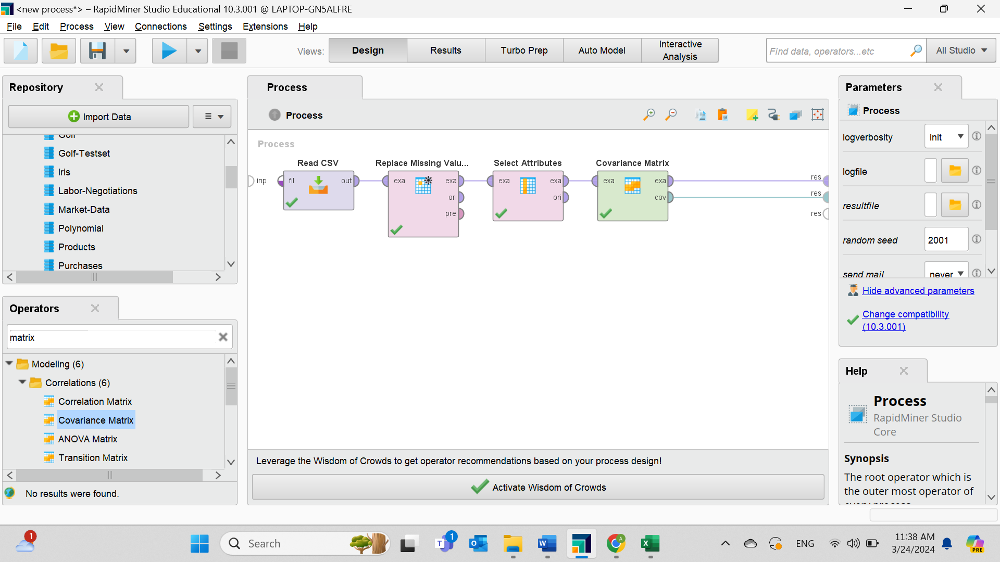 <new process*> – RapidMiner Studio Educational 10.3.001 @ LAPTOP-GN5ALFRE
File Edit Process View Connections Settings Extensions Help
Views: Design Results Turbo Prep Auto Model Interactive Analysis
Find data, operators...etc All Studio
Repository
Import Data
Golf
Golf-Testset
Iris
Labor-Negotiations
Market-Data
Polynomial
Products
Purchases
Operators
matrix
Modeling (6)
Correlations (6)
Correlation Matrix
Covariance Matrix
ANOVA Matrix
Transition Matrix
No results were found.
Process
Process
Process
Read CSV Replace Missing Valu... Select Attributes Covariance Matrix
inp fil out exa exa exa exa exa exa res
ori ori cov res
pre res
Leverage the Wisdom of Crowds to get operator recommendations based on your process design!
Activate Wisdom of Crowds
Parameters
Process
logverbosity init
logfile
resultfile
random seed 2001
send mail never
Hide advanced parameters
Change compatibility
(10.3.001)
Help
Process
RapidMiner Studio
Core
Synopsis
The root operator which is
the outer most operator of
1
Search
1
T
O
W
A
X
ENG
11:38 AM
3/24/2024
PRE